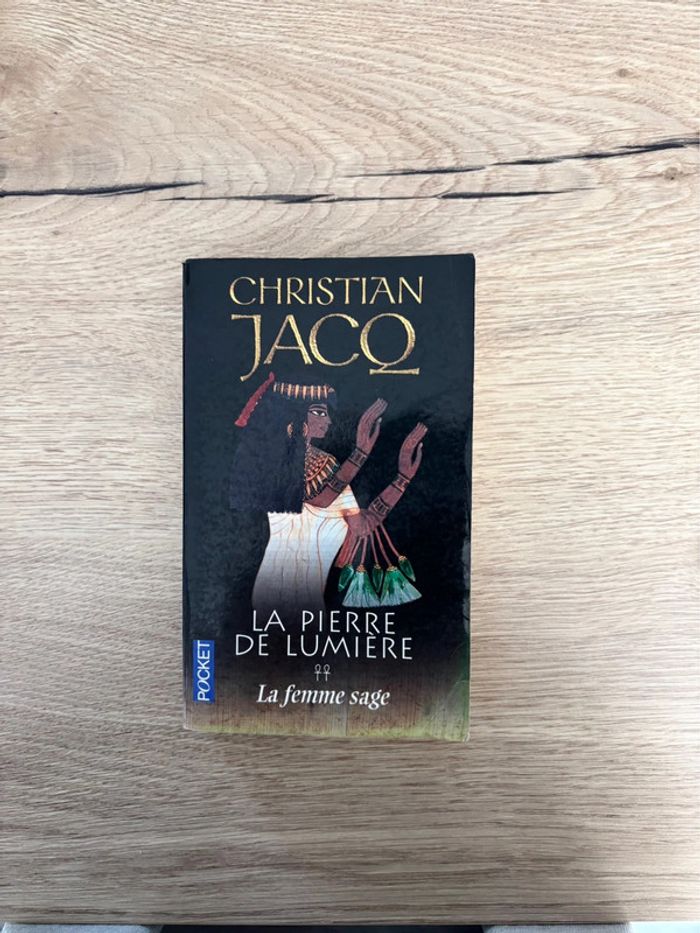 CHRISTIAN
JACQ
LA PIERRE
DE LUMIÈRE
La femme sage
POCKET